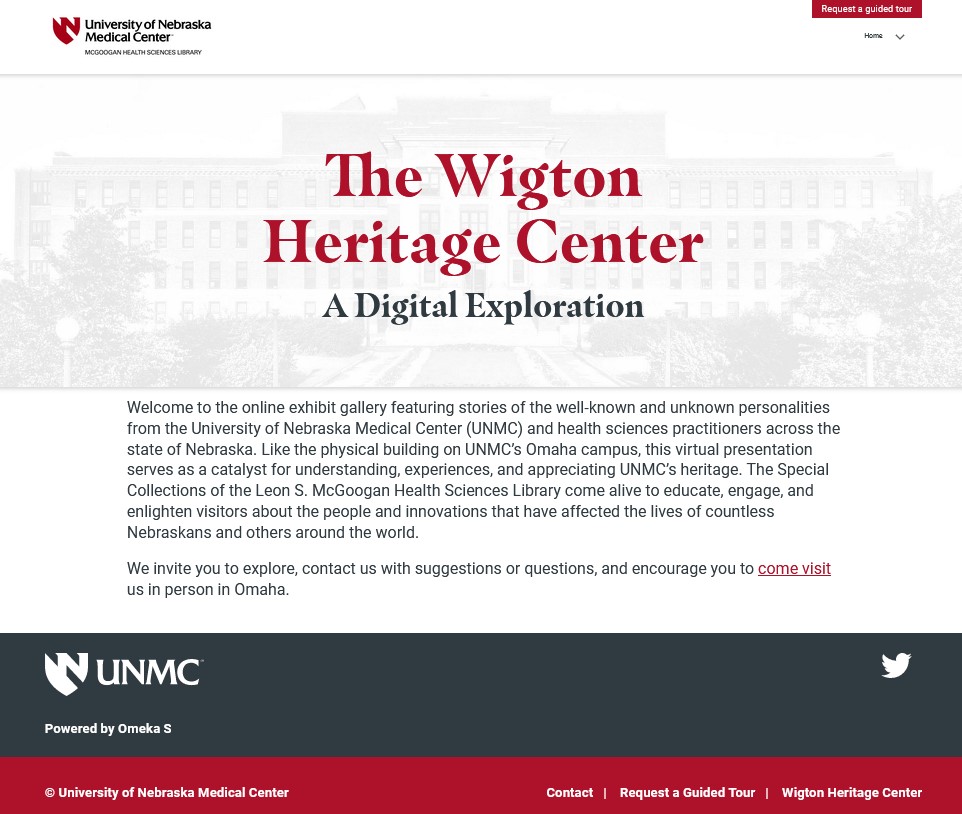 Request a guided tour
University of Nebraska
Medical Center
MCGOOGAN HEALTH SCIENCES LIBRARY
Home
The Wigton
Heritage Center
A Digital Exploration
Welcome to the online exhibit gallery featuring stories of the well-known and unknown personalities
from the University of Nebraska Medical Center (UNMC) and health sciences practitioners across the
state of Nebraska. Like the physical building on UNMC’s Omaha campus, this virtual presentation
serves as a catalyst for understanding, experiences, and appreciating UNMC’s heritage. The Special
Collections of the Leon S. McGoogan Health Sciences Library come alive to educate, engage, and
enlighten visitors about the people and innovations that have affected the lives of countless
Nebraskans and others around the world.
We invite you to explore, contact us with suggestions or questions, and encourage you to come visit
us in person in Omaha.
UNMC
Powered by Omeka S
© University of Nebraska Medical Center
Contact | Request a Guided Tour | Wigton Heritage Center